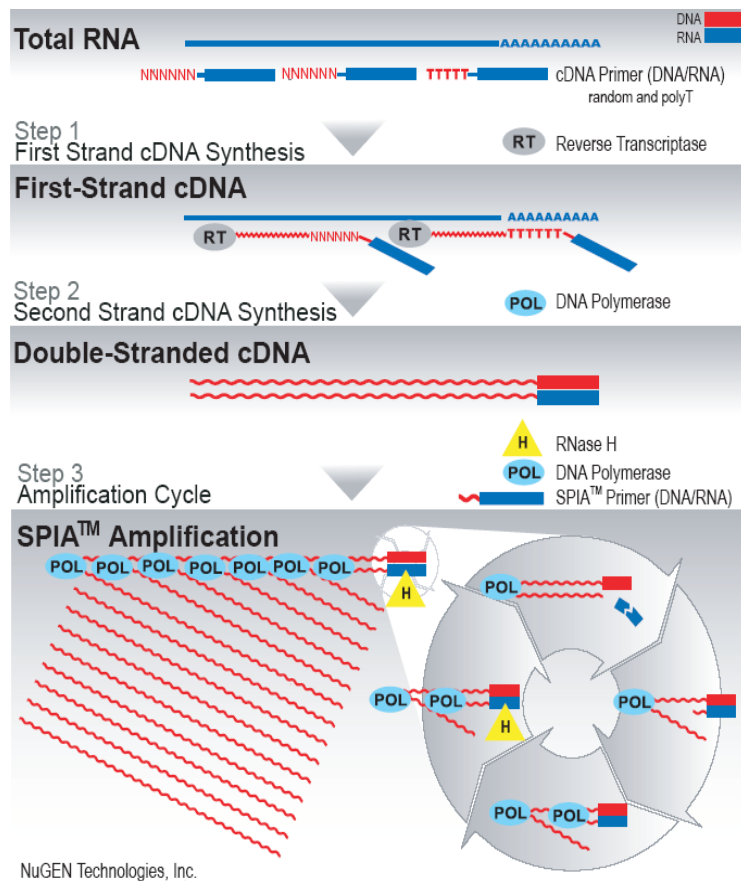 DNA
RNA
Total RNA
AAAAAAAAAA
NNNNNN NNNNNN TTTTT cDNA Primer (DNA/RNA)
random and polyT
Step 1
First Strand cDNA Synthesis
RT Reverse Transcriptase
First-Strand cDNA
AAAAAAAAAA
RT NNNNNN RT TTTTTT
Step 2
Second Strand cDNA Synthesis
POL DNA Polymerase
Double-Stranded cDNA
H RNase H
Step 3
POL DNA Polymerase
Amplification Cycle
SPIA™ Primer (DNA/RNA)
SPIA™ Amplification
POL POL POL POL POL POL POL
H
POL
POL POL
H
POL
POL POL
NuGEN Technologies, Inc.